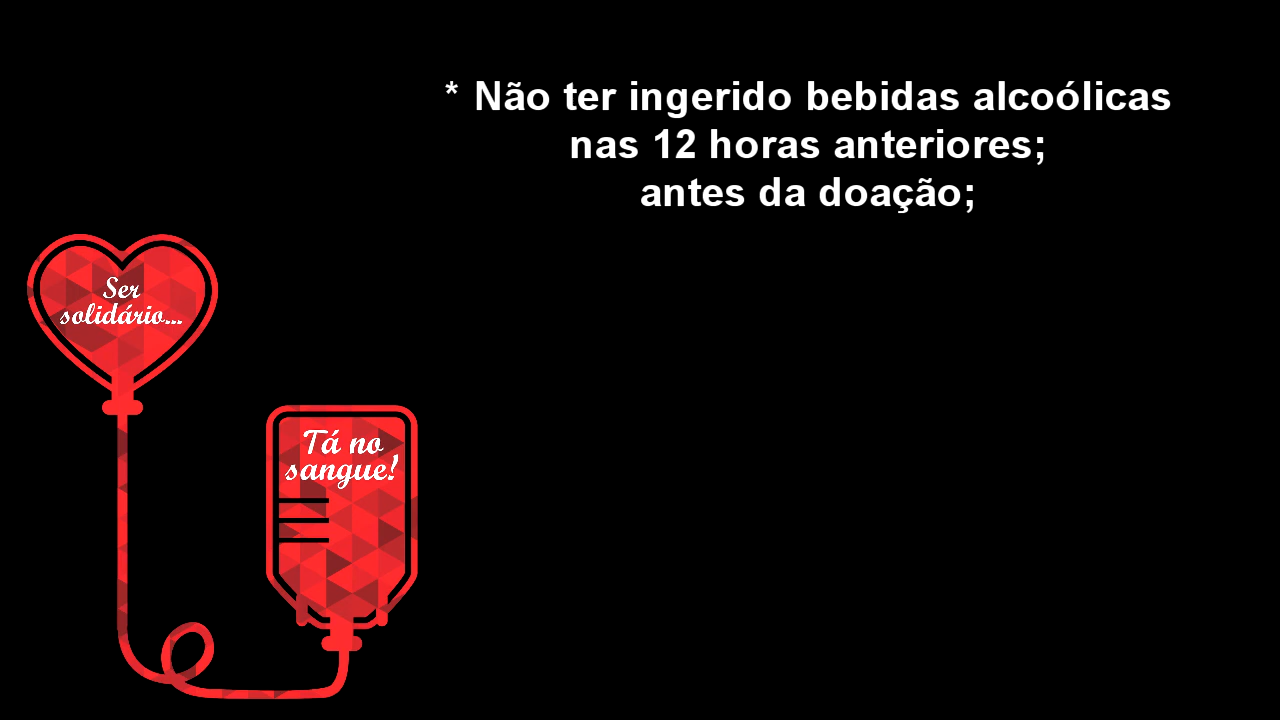 * Não ter ingerido bebidas alcoólicas
nas 12 horas anteriores;
antes da doação;
Ser
solidário...
Tá no
sangue!